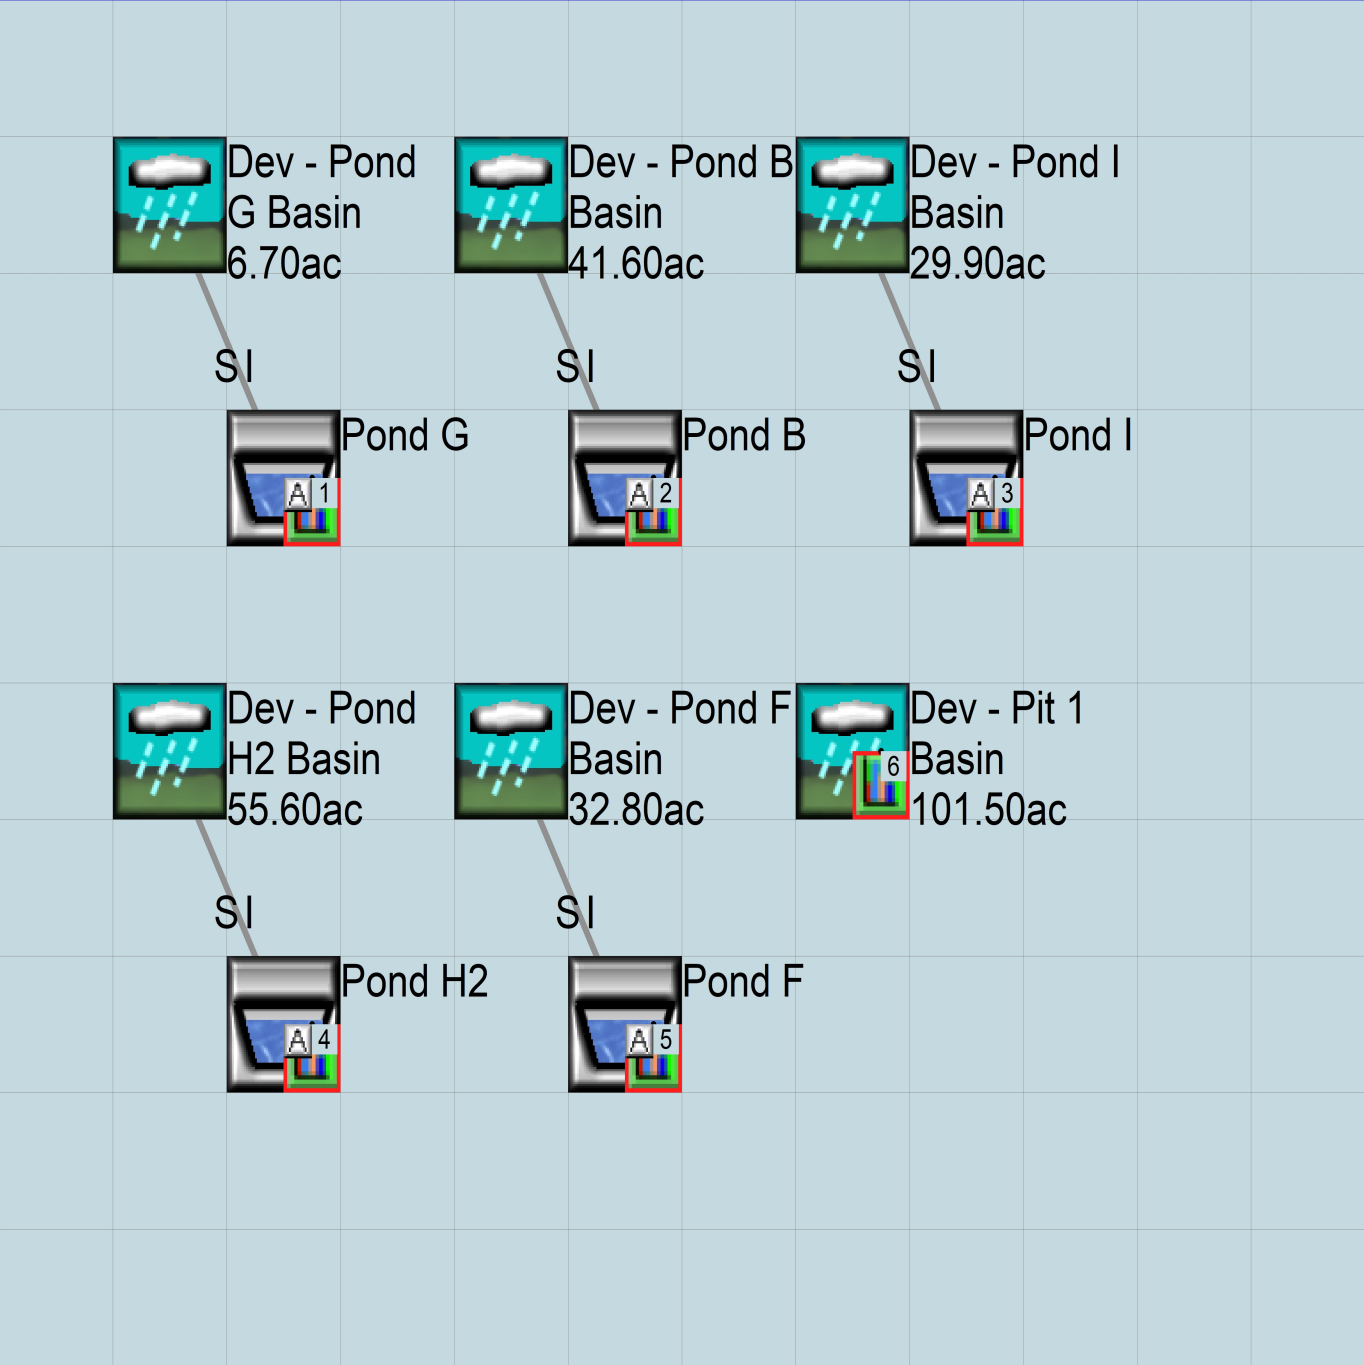 Dev - Pond
G Basin
6.70ac
Dev - Pond B
Basin
41.60ac
Dev - Pond I
Basin
29.90ac
SI
SI
SI
Pond G
A 1
Pond B
A 2
Pond I
A 3
Dev - Pond
H2 Basin
55.60ac
Dev - Pond F
Basin
32.80ac
Dev - Pit 1
Basin
101.50ac
6
SI
SI
Pond H2
A 4
Pond F
A 5